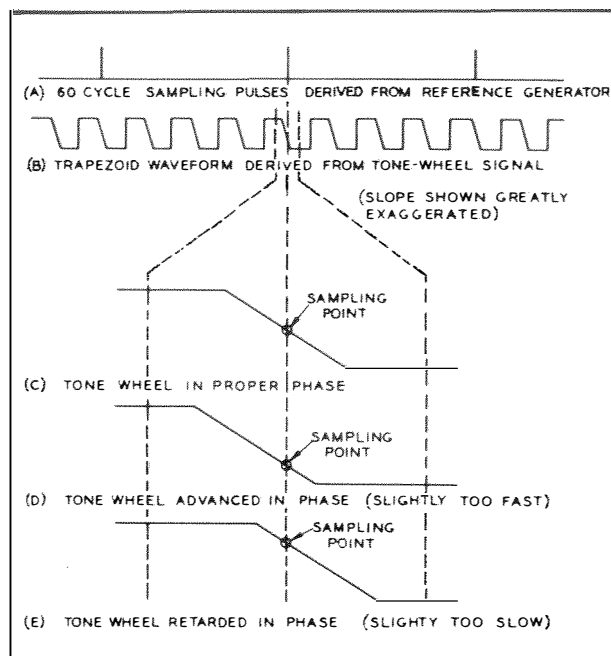 (A) 60 CYCLE SAMPLING PULSES DERIVED FROM REFERENCE GENERATOR
(B) TRAPEZOID WAVEFORM DERIVED FROM TONE-WHEEL SIGNAL
(SLOPE SHOWN GREATLY
EXAGGERATED)
SAMPLING
POINT
(C) TONE WHEEL IN PROPER PHASE
SAMPLING
POINT
(D) TONE WHEEL ADVANCED IN PHASE (SLIGHTLY TOO FAST)
SAMPLING
POINT
(E) TONE WHEEL RETARDED IN PHASE (SLIGHTY TOO SLOW)